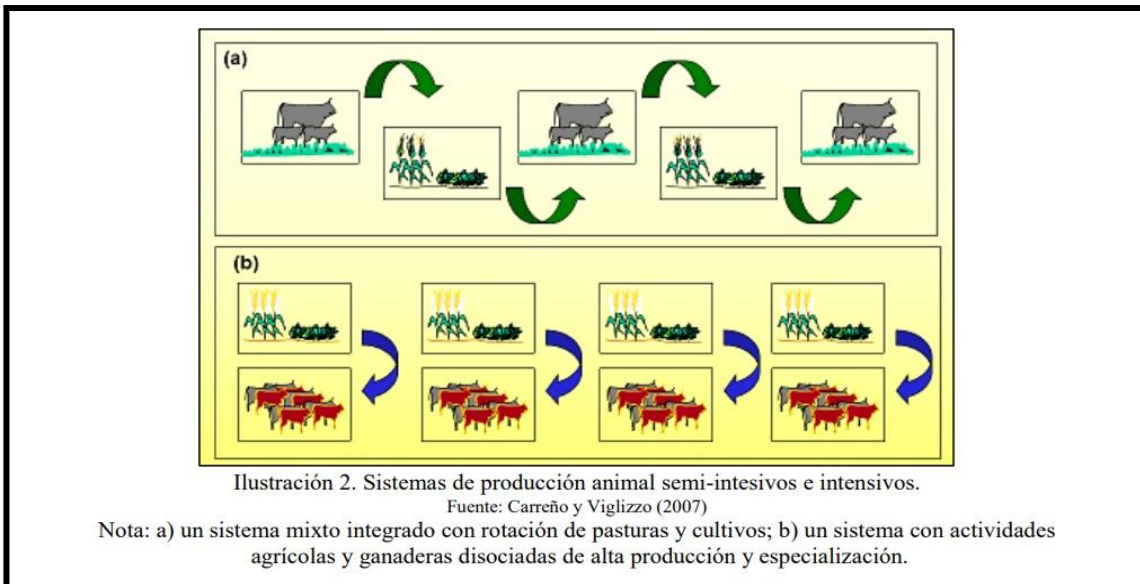 (a)
(b)
Ilustración 2. Sistemas de producción animal semi-intesivos e intensivos.
Fuente: Carreño y Viglizzo (2007)
Nota: a) un sistema mixto integrado con rotación de pasturas y cultivos; b) un sistema con actividades
agrícolas y ganaderas disociadas de alta producción y especialización.